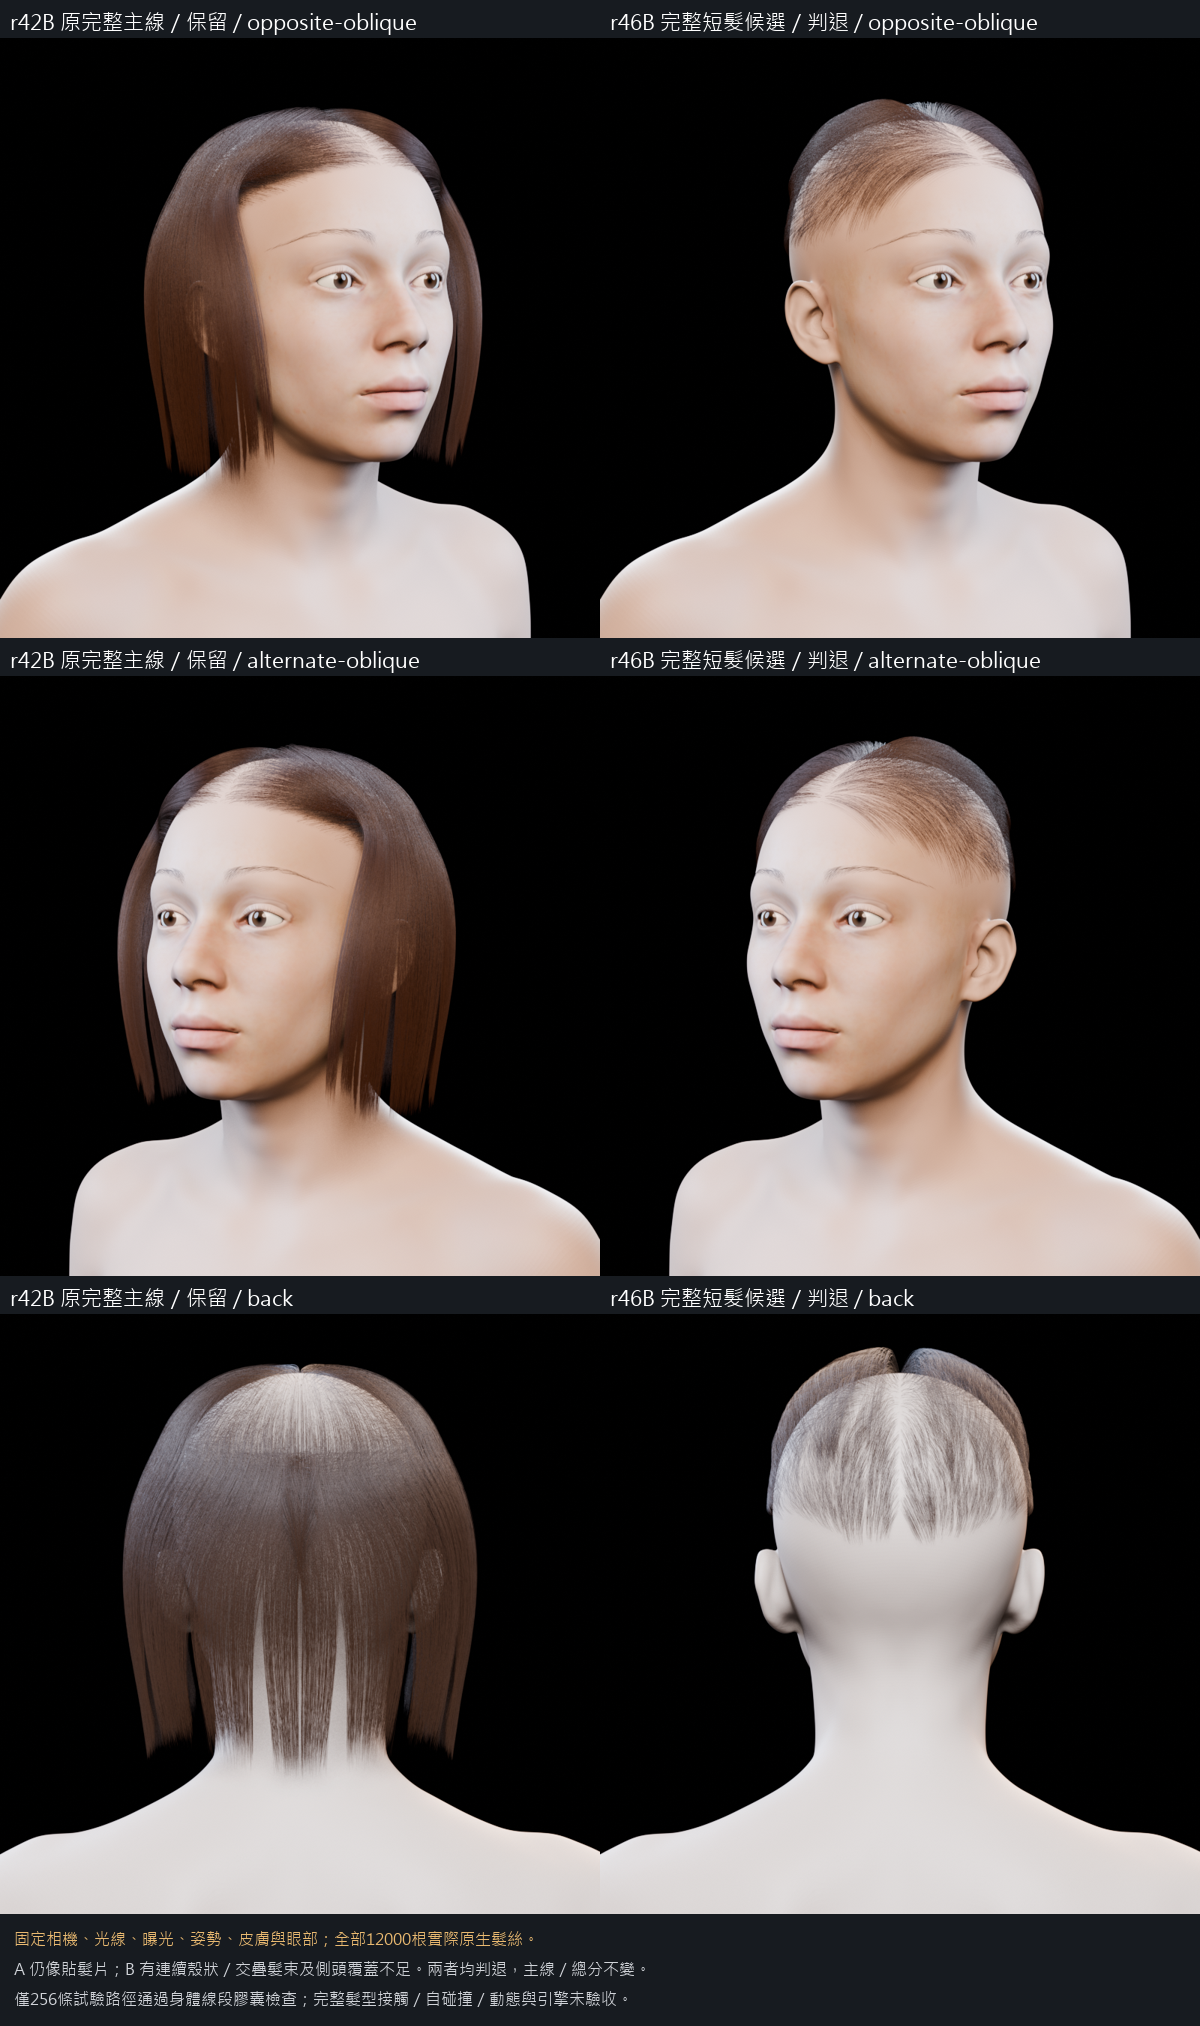 r42B 原完整主線 / 保留 / opposite-oblique
r46B 完整短髮候選 / 判退 / opposite-oblique
r42B 原完整主線 / 保留 / alternate-oblique
r46B 完整短髮候選 / 判退 / alternate-oblique
r42B 原完整主線 / 保留 / back
r46B 完整短髮候選 / 判退 / back
固定相機、光線、曝光、姿勢、皮膚與眼部；全部12000根實際原生髮絲。
A 仍像貼髮片；B 有連續殼狀 / 交疊髮束及側頭覆蓋不足。兩者均判退，主線 / 總分不變。
僅256條試驗路徑通過身體線段膠囊檢查；完整髮型接觸 / 自碰撞 / 動態與引擎未驗收。